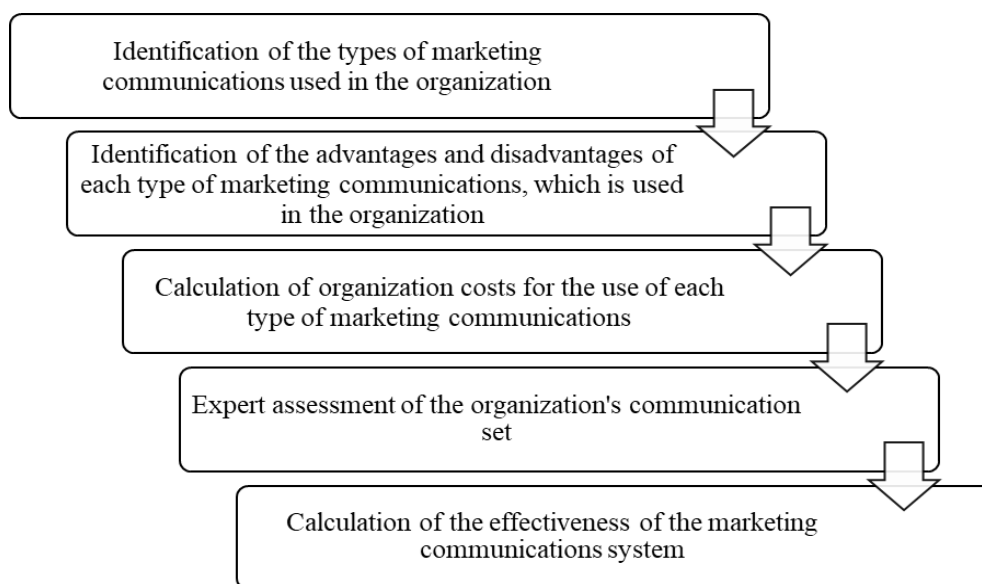 Identification of the types of marketing
communications used in the organization
Identification of the advantages and disadvantages of
each type of marketing communications, which is used
in the organization
Calculation of organization costs for the use of each
type of marketing communications
Expert assessment of the organization's communication
set
Calculation of the effectiveness of the marketing
communications system